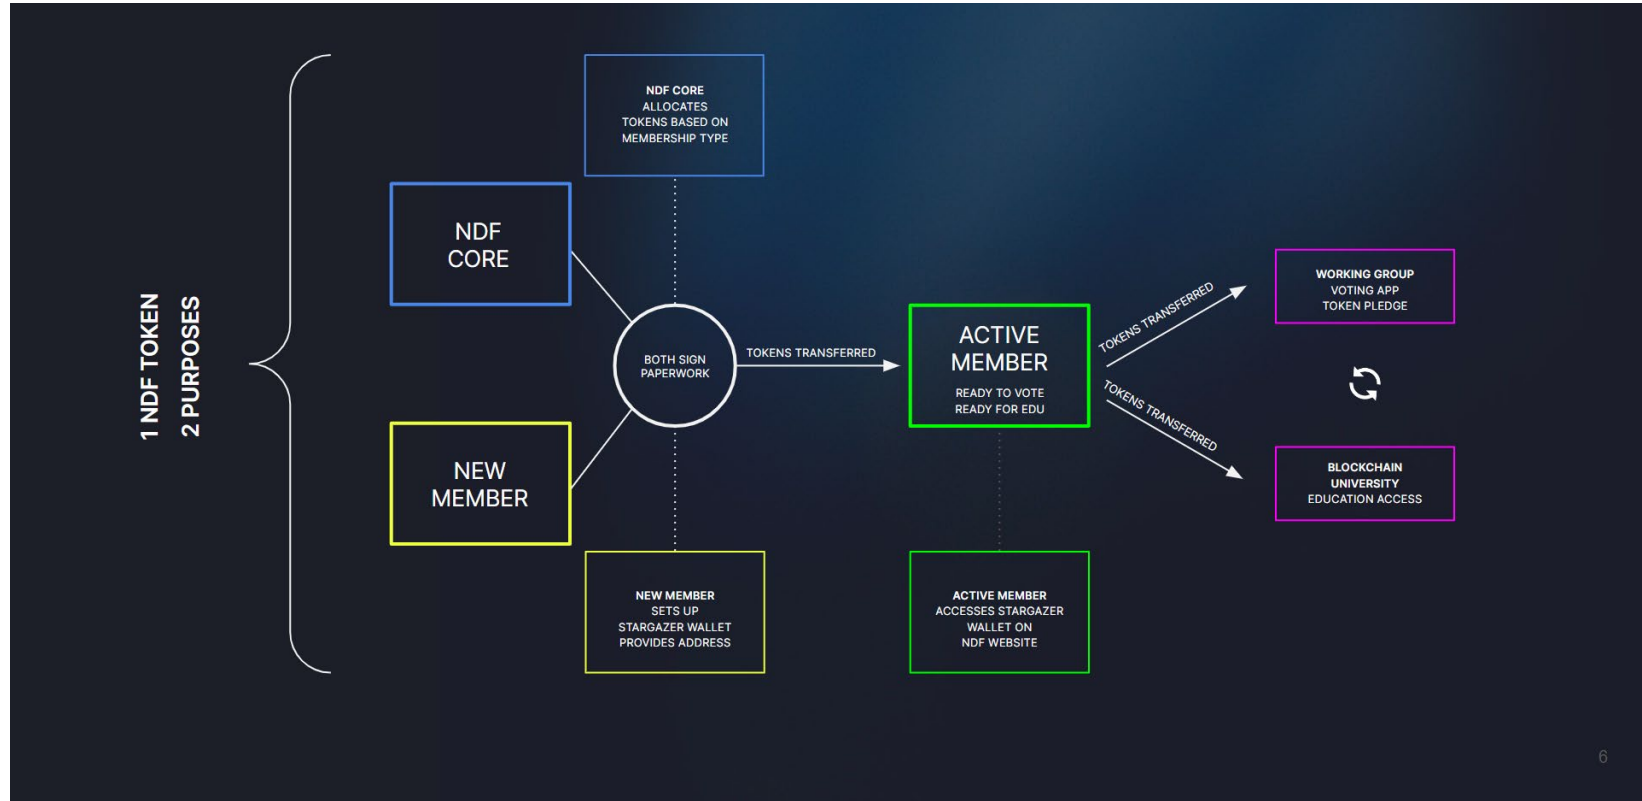 1 NDF TOKEN
2 PURPOSES
NDF CORE
ALLOCATES
TOKENS BASED ON
MEMBERSHIP TYPE
NDF
CORE
NEW
MEMBER
BOTH SIGN
PAPERWORK
NEW MEMBER
SETS UP
STARGAZER WALLET
PROVIDES ADDRESS
TOKENS TRANSFERRED
ACTIVE
MEMBER
READY TO VOTE
READY FOR EDU
ACTIVE MEMBER
ACCESSES STARGAZER
WALLET ON
NDF WEBSITE
TOKENS TRANSFERRED
TOKENS TRANSFERRED
WORKING GROUP
VOTING APP
TOKEN PLEDGE
BLOCKCHAIN
UNIVERSITY
EDUCATION ACCESS
6